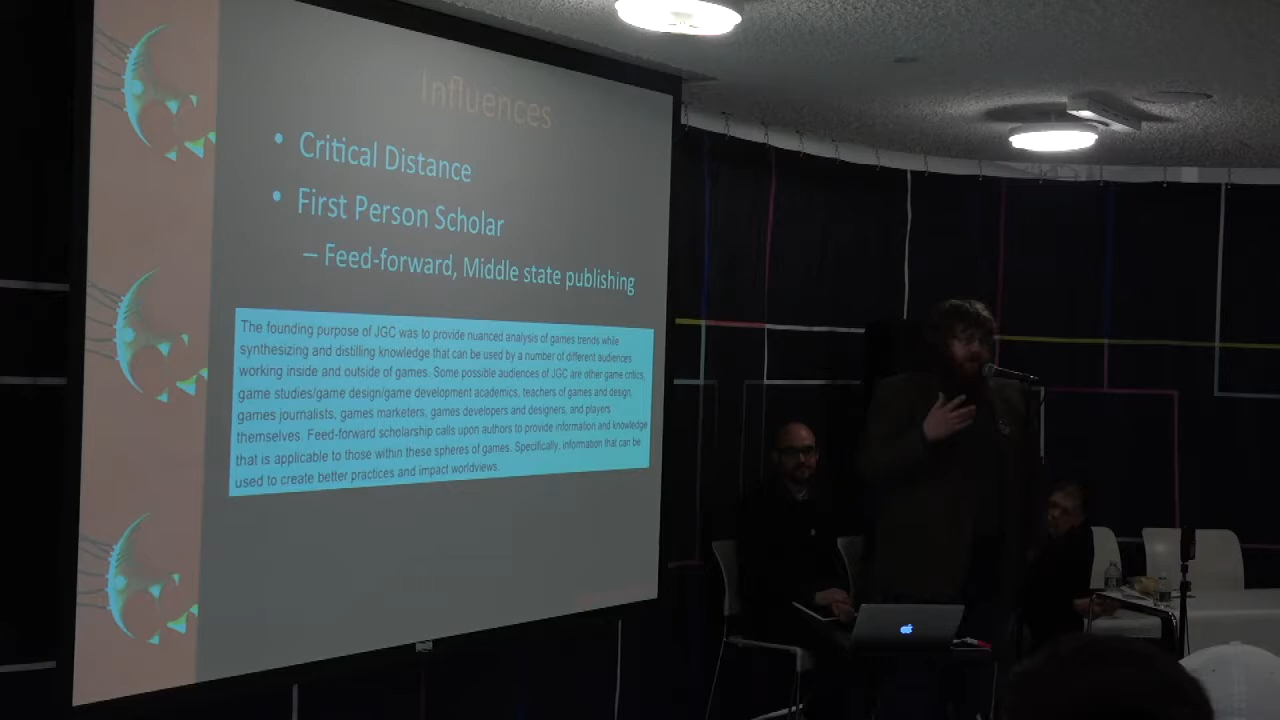 Influences
• Critical Distance
• First Person Scholar
– Feed-forward, Middle state publishing
The founding purpose of JGC was to provide nuanced analysis of games trends while
synthesizing and distilling knowledge that can be used by a number of different audiences
working inside and outside of games. Some possible audiences of JGC are other game critics,
game studies/game design/game development academics, teachers of games and design,
games journalists, games marketers, games developers and designers, and players
themselves. Feed-forward scholarship calls upon authors to provide information and knowledge
that is applicable to those within these spheres of games. Specifically, information that can be
used to create better practices and impact worldviews.